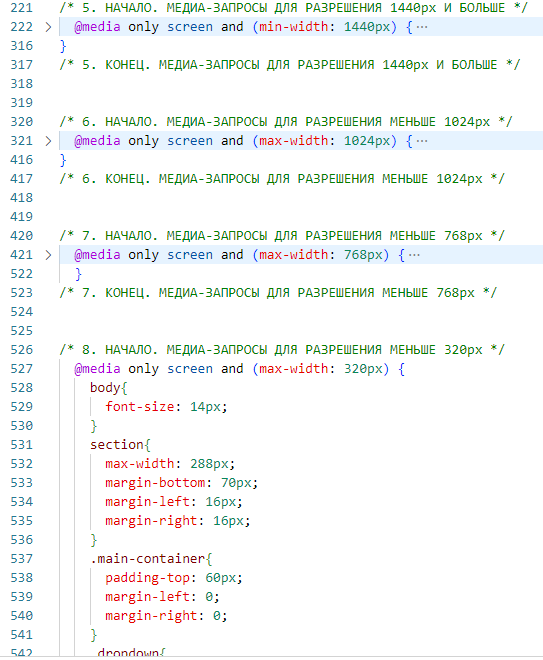 221 /* 5. НАЧАЛО. МЕДИА-ЗАПРОСЫ ДЛЯ РАЗРЕШЕНИЯ 1440px И БОЛЬШЕ */
222 > @media only screen and (min-width: 1440px) {···
316 }
317 /* 5. КОНЕЦ. МЕДИА-ЗАПРОСЫ ДЛЯ РАЗРЕШЕНИЯ 1440px И БОЛЬШЕ */
318
319
320 /* 6. НАЧАЛО. МЕДИА-ЗАПРОСЫ ДЛЯ РАЗРЕШЕНИЯ МЕНЬШЕ 1024px */
321 > @media only screen and (max-width: 1024px) {···
416 }
417 /* 6. КОНЕЦ. МЕДИА-ЗАПРОСЫ ДЛЯ РАЗРЕШЕНИЯ МЕНЬШЕ 1024px */
418
419
420 /* 7. НАЧАЛО. МЕДИА-ЗАПРОСЫ ДЛЯ РАЗРЕШЕНИЯ МЕНЬШЕ 768px */
421 > @media only screen and (max-width: 768px) {···
522 }
523 /* 7. КОНЕЦ. МЕДИА-ЗАПРОСЫ ДЛЯ РАЗРЕШЕНИЯ МЕНЬШЕ 768px */
524
525
526 /* 8. НАЧАЛО. МЕДИА-ЗАПРОСЫ ДЛЯ РАЗРЕШЕНИЯ МЕНЬШЕ 320px */
527 @media only screen and (max-width: 320px) {
528 body{
529 font-size: 14px;
530 }
531 section{
532 max-width: 288px;
533 margin-bottom: 70px;
534 margin-left: 16px;
535 margin-right: 16px;
536 }
537 .main-container{
538 padding-top: 60px;
539 margin-left: 0;
540 margin-right: 0;
541 }
542